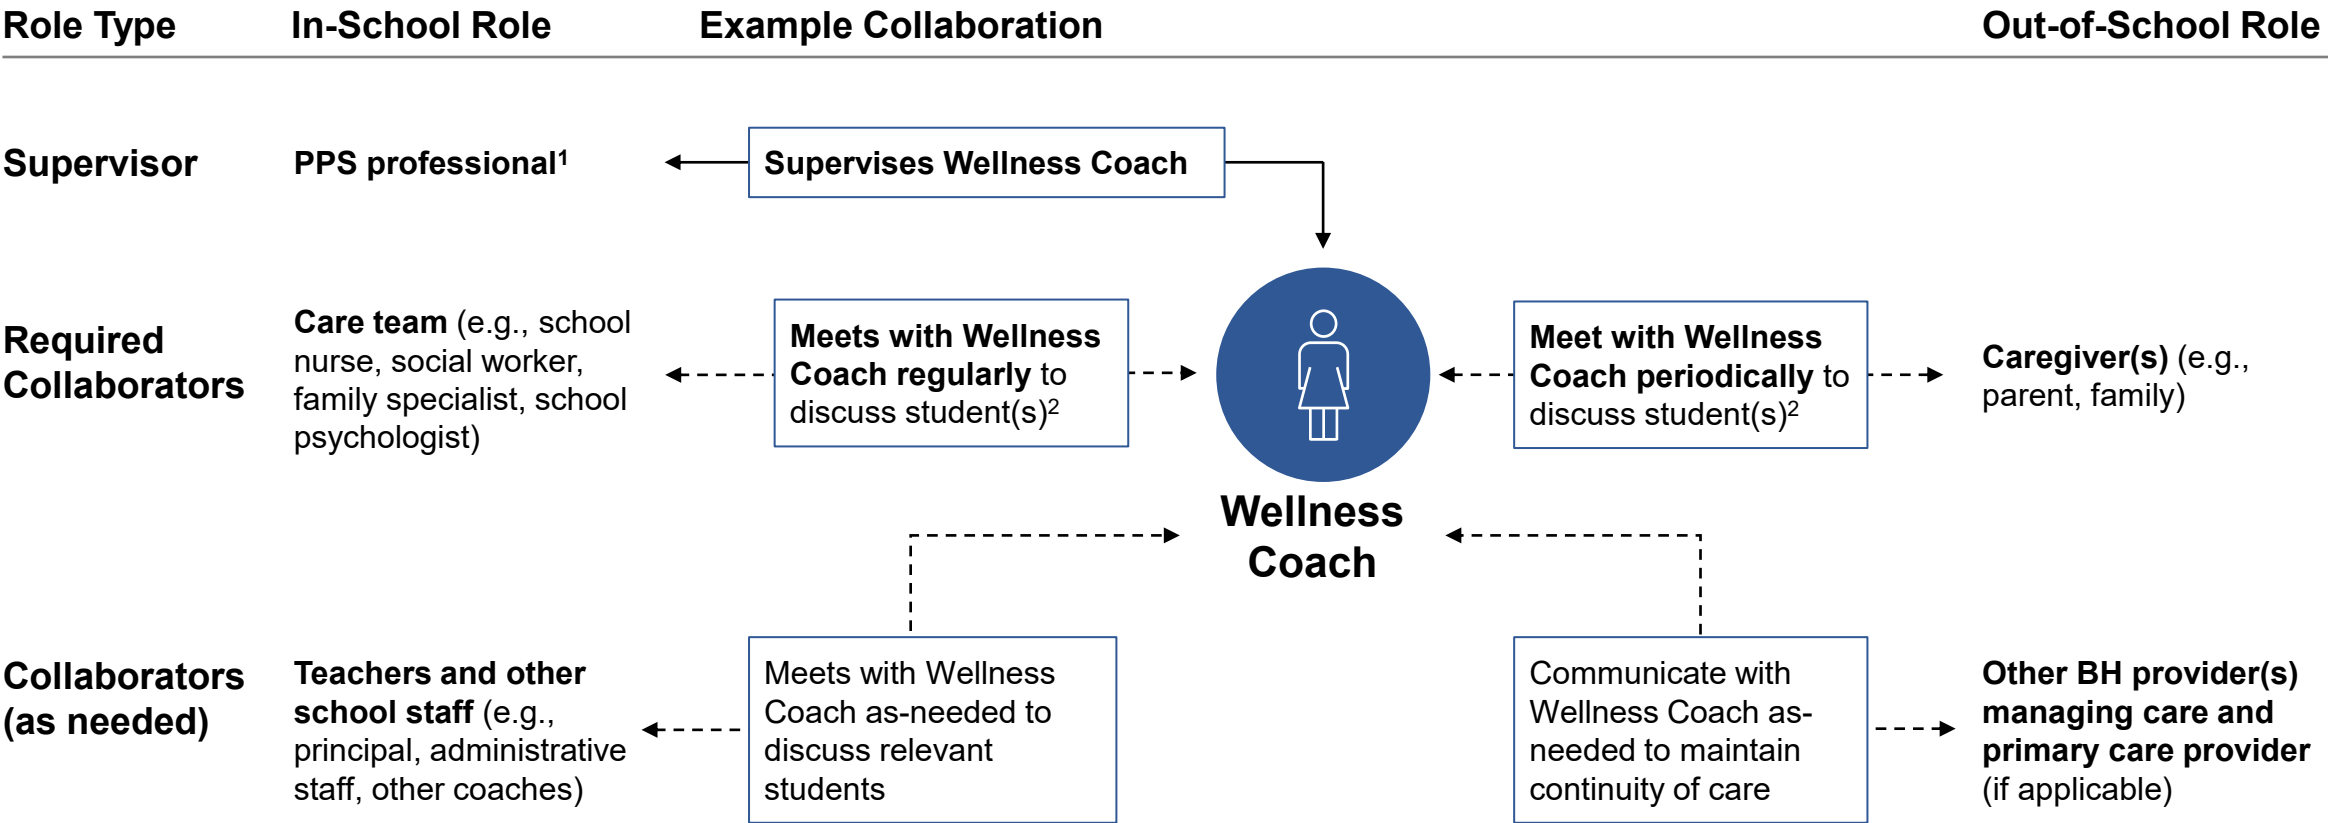 Role Type In-School Role Example Collaboration Out-of-School Role
Supervisor
PPS professional¹
Supervises Wellness Coach
Required
Collaborators
Care team (e.g., school
nurse, social worker,
family specialist, school
psychologist)
Meets with Wellness
Coach regularly to
discuss student(s)²
Meet with Wellness
Coach periodically to
discuss student(s)²
Caregiver(s) (e.g.,
parent, family)
Wellness
Coach
Collaborators
(as needed)
Teachers and other
school staff (e.g.,
principal, administrative
staff, other coaches)
Meets with Wellness
Coach as-needed to
discuss relevant
students
Communicate with
Wellness Coach as-
needed to maintain
continuity of care
Other BH provider(s)
managing care and
primary care provider
(if applicable)